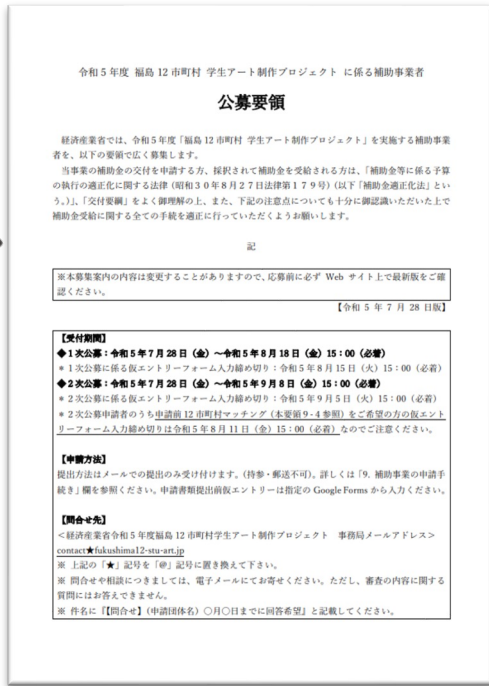 令和5年度 福島12市町村 学生アート制作プロジェクト に係る補助事業者
公募要領
経済産業省では、令和5年度「福島12市町村 学生アート制作プロジェクト」を実施する補助事業
者を、以下の要領で広く募集します。
当事業の補助金の交付を申請する方、採択されて補助金を受給される方は、「補助金等に係る予算
の執行の適正化に関する法律（昭和30年8月27日法律第179号）（以下「補助金適正化法」とい
う。）」、「交付要綱」をよく御理解の上、また、下記の注意点についても十分に御認識いただいた上で
補助金受給に関する全ての手続を適正に行っていただくようお願いします。
記
※本募集案内の内容は変更することがありますので、応募前に必ず Web サイト上で最新版をご確
認ください。
【令和 5 年 7 月 28 日版】
【受付期間】
◆1次公募：令和5年7月28日（金）～令和5年8月18日（金）15：00（必着）
＊1次公募に係る仮エントリーフォーム入力締め切り：令和5年8月15日（火）15：00（必着）
◆2次公募：令和5年7月28日（金）～令和5年9月8日（金）15：00（必着）
＊2次公募に係る仮エントリーフォーム入力締め切り：令和5年9月5日（火）15：00（必着）
＊2次公募申請者のうち申請前12市町村マッチング（本要領9-4参照）をご希望の方の仮エント
リーフォーム入力締め切りは令和5年8月11日（金）15：00（必着）なのでご注意ください。
【申請方法】
提出方法はメールでの提出のみ受け付けます。（持参・郵送不可）。詳しくは「9. 補助事業の申請手
続き」欄を参照ください。申請書類提出前仮エントリーは指定の Google Forms から入力ください。
【問合せ先】
＜経済産業省令和5年度福島12市町村学生アート制作プロジェクト　事務局メールアドレス＞
contact★fukushima12-stu-art.jp
※ 上記の「★」記号を「@」記号に置き換えて下さい。
※ 問合せや相談につきましては、電子メールにてお寄せください。ただし、審査の内容に関する
質問にはお答えできません。
※ 件名に『【問合せ】（申請団体名）〇月〇日までに回答希望』と記載してください。